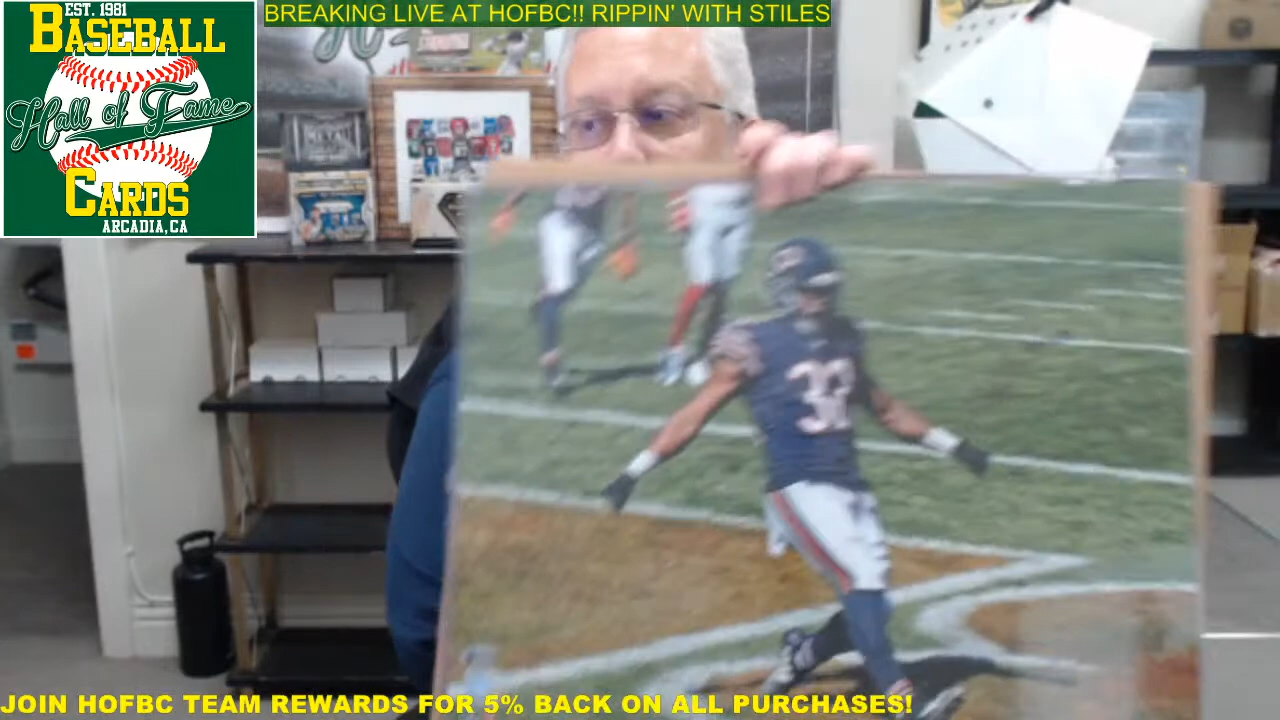 EST. 1981
BASEBALL
Hall of Fame
CARDS
ARCADIA, CA
BREAKING LIVE AT HOFBC!! RIPPIN' WITH STILES
33
JOIN HOFBC TEAM REWARDS FOR 5% BACK ON ALL PURCHASES!